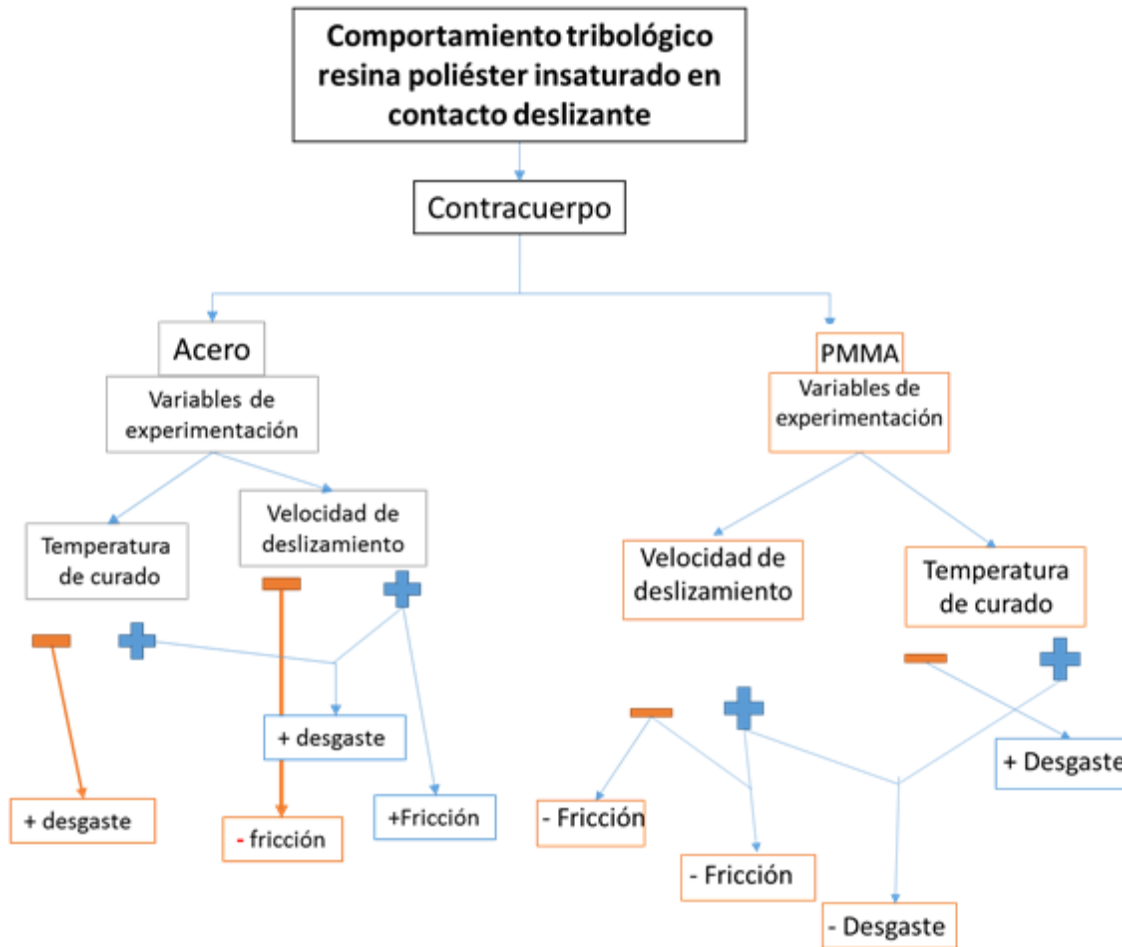 Comportamiento tribológico
resina poliéster insaturado en
contacto deslizante
Contracuerpo
Acero
Variables de
experimentación
Temperatura
de curado
Velocidad de
deslizamiento
+ desgaste
+ desgaste
- fricción
+Fricción
PMMA
Variables de
experimentación
Velocidad de
deslizamiento
Temperatura
de curado
+ Desgaste
- Fricción
- Fricción
- Desgaste